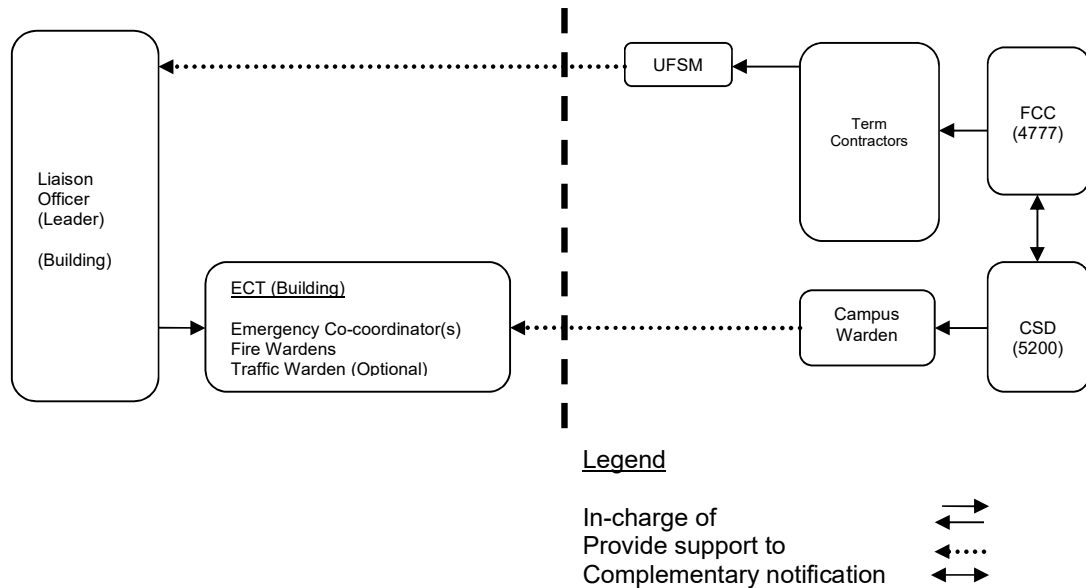 Liaison
Officer
(Leader)
(Building)
ECT (Building)
Emergency Co-coordinator(s)
Fire Wardens
Traffic Warden (Optional)
UFSM
Term
Contractors
FCC
(4777)
Campus
Warden
CSD
(5200)
Legend
In-charge of
Provide support to
Complementary notification